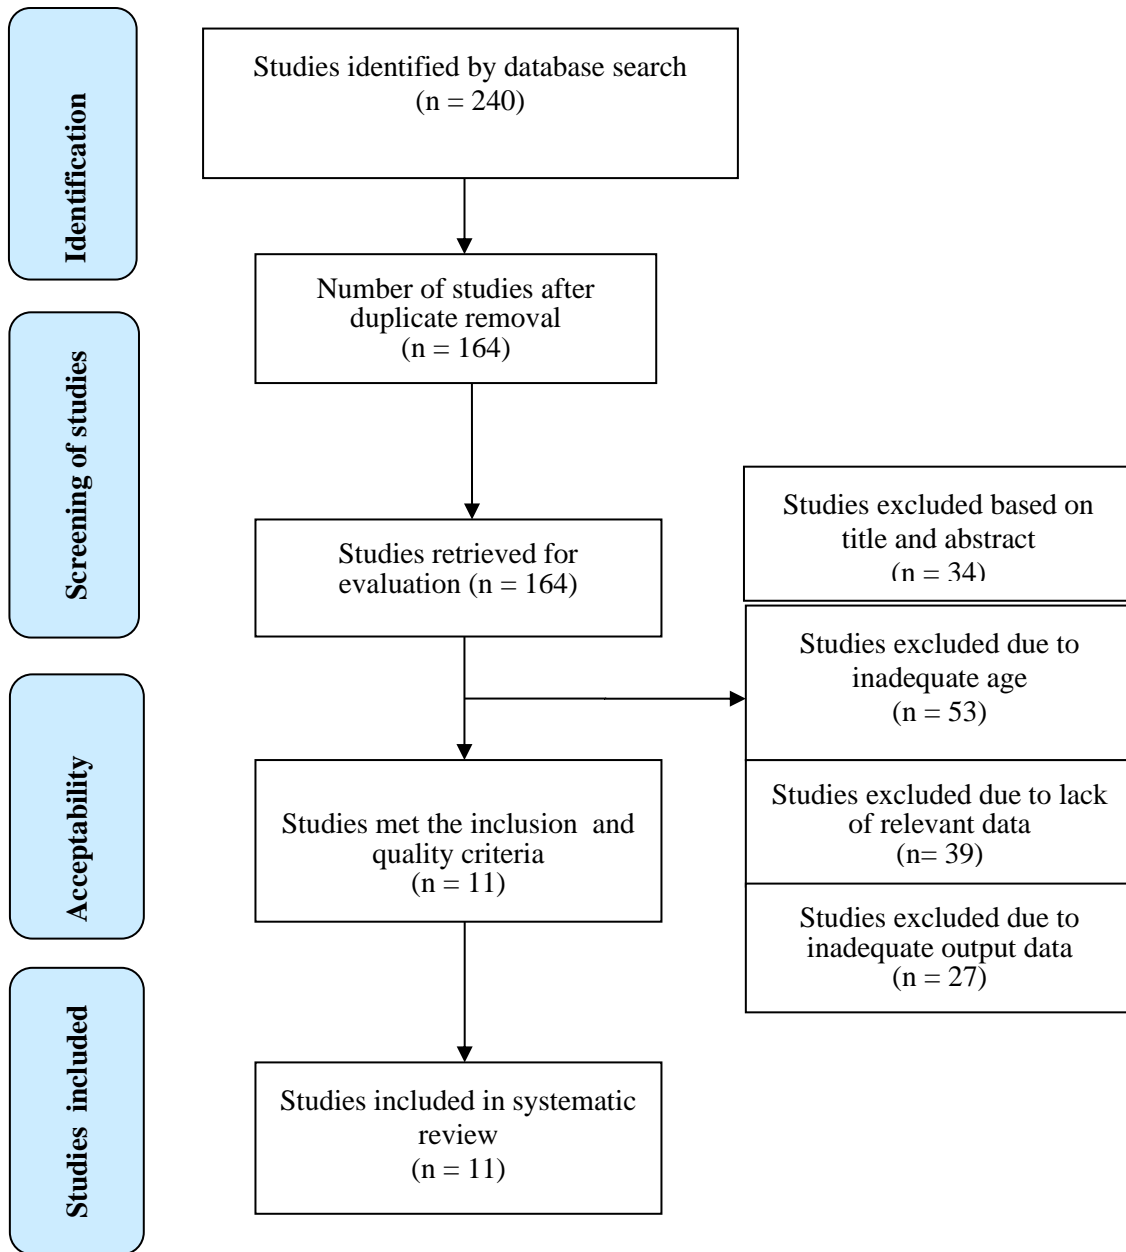 Identification
Studies identified by database search
(n = 240)
Number of studies after
duplicate removal
(n = 164)
Screening of studies
Studies retrieved for
evaluation (n = 164)
Studies excluded based on
title and abstract
(n = 34)
Studies excluded due to
inadequate age
(n = 53)
Studies excluded due to lack
of relevant data
(n= 39)
Studies excluded due to
inadequate output data
(n = 27)
Acceptability
Studies met the inclusion  and
quality criteria
(n = 11)
Studies  included
Studies included in systematic
review
(n = 11)